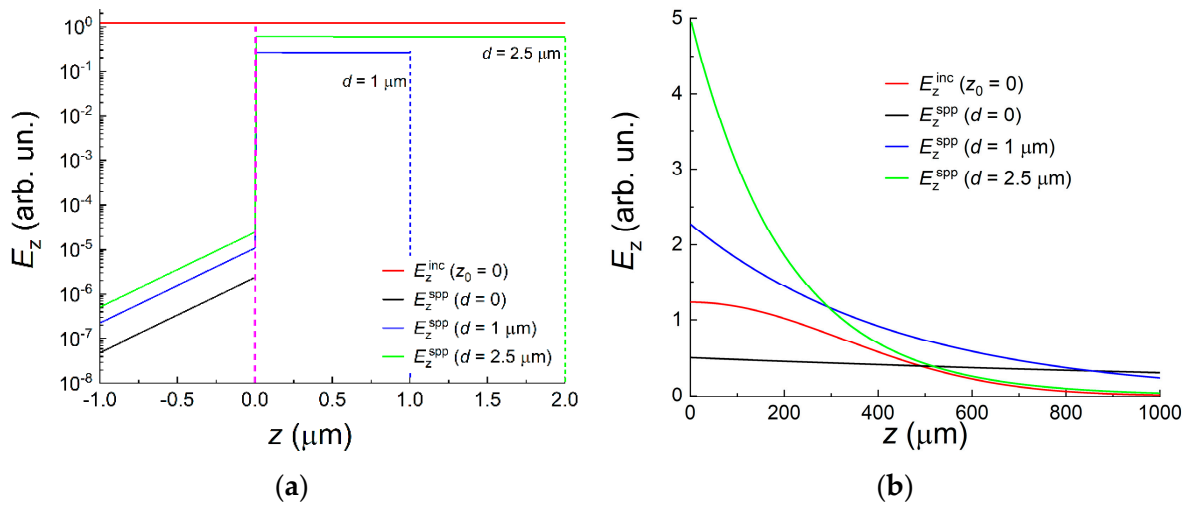 10⁰
10⁻¹
10⁻²
10⁻³
10⁻⁴
10⁻⁵
10⁻⁶
10⁻⁷
10⁻⁸
E_z (arb. un.)
d = 2.5 μm
d = 1 μm
E_z^inc (z₀ = 0)
E_z^spp (d = 0)
E_z^spp (d = 1 μm)
E_z^spp (d = 2.5 μm)
-1.0 -0.5 0.0 0.5 1.0 1.5 2.0
z (μm)
(a)
5
4
3
2
1
0
E_z (arb. un.)
E_z^inc (z₀ = 0)
E_z^spp (d = 0)
E_z^spp (d = 1 μm)
E_z^spp (d = 2.5 μm)
0 200 400 600 800 1000
z (μm)
(b)